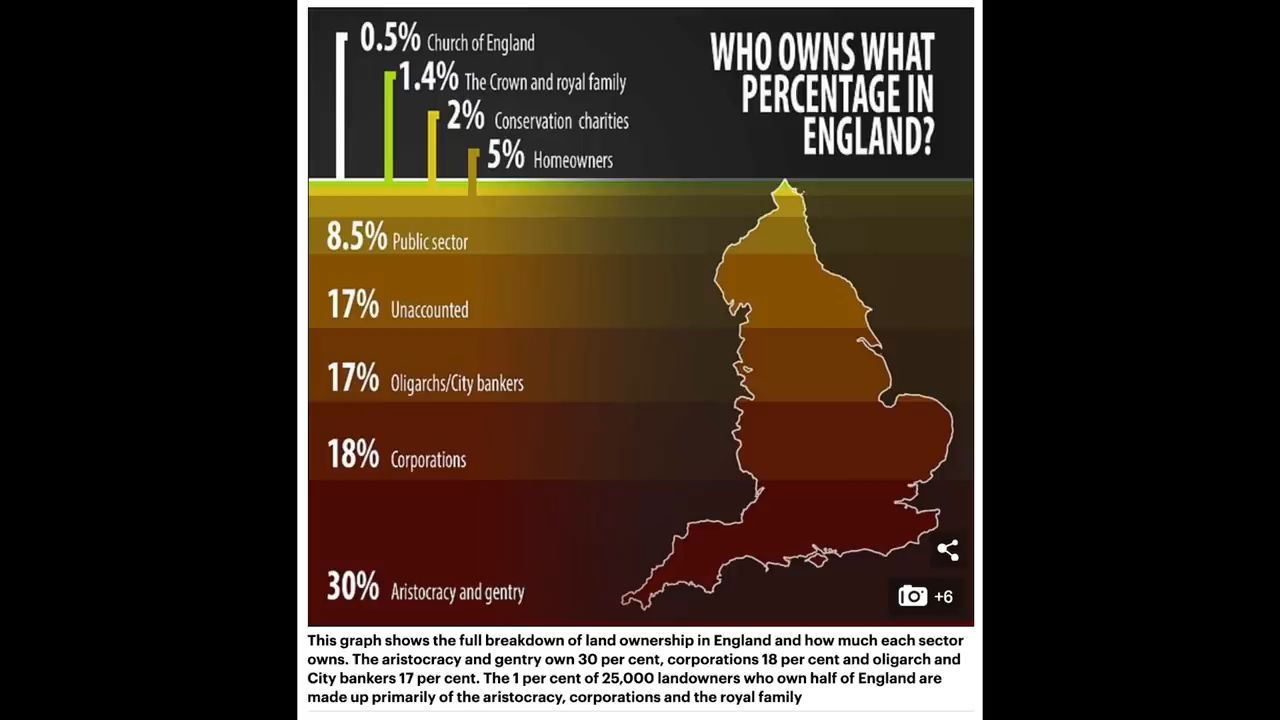 0.5% Church of England
1.4% The Crown and royal family
2% Conservation charities
5% Homeowners
WHO OWNS WHAT
PERCENTAGE IN
ENGLAND?
8.5% Public sector
17% Unaccounted
17% Oligarchs/City bankers
18% Corporations
30% Aristocracy and gentry
+6
This graph shows the full breakdown of land ownership in England and how much each sector
owns. The aristocracy and gentry own 30 per cent, corporations 18 per cent and oligarch and
City bankers 17 per cent. The 1 per cent of 25,000 landowners who own half of England are
made up primarily of the aristocracy, corporations and the royal family